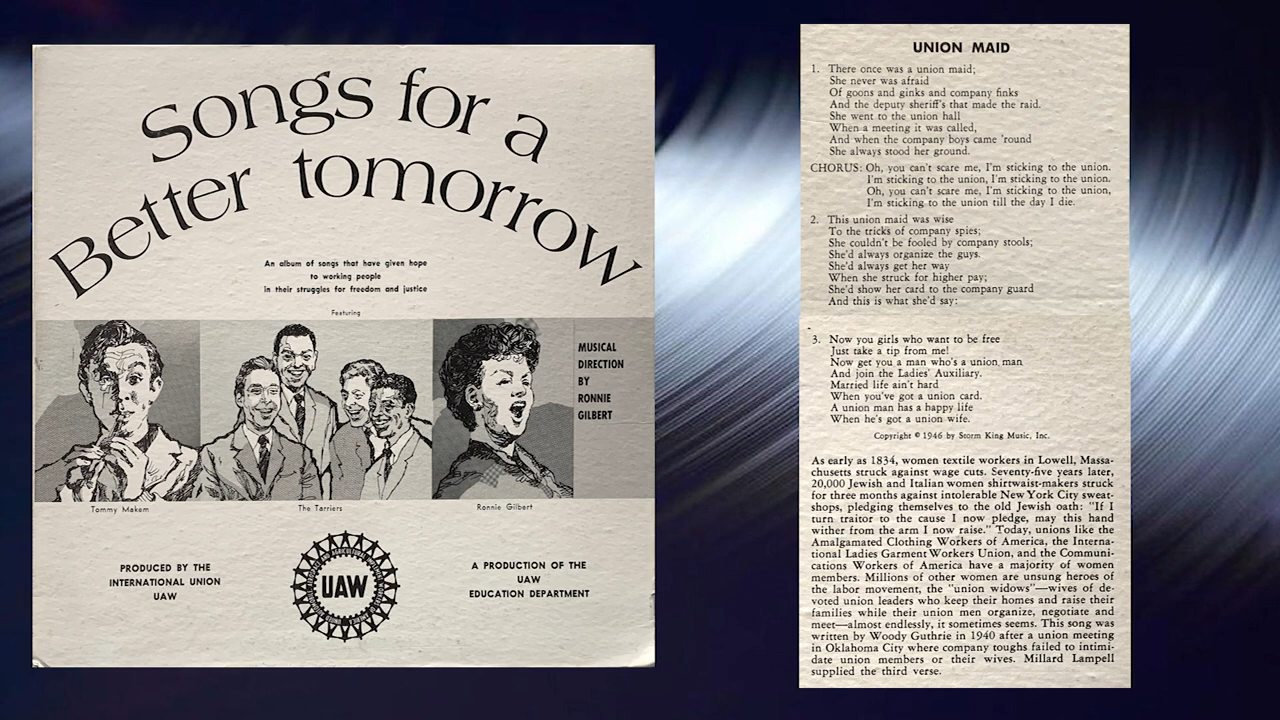 Songs for a
Better tomorrow
An album of songs that have given hope
to working people
in their struggles for freedom and justice
Featuring
MUSICAL
DIRECTION
BY
RONNIE
GILBERT
Tommy Makem
The Tarriers
Ronnie Gilbert
PRODUCED BY THE
INTERNATIONAL UNION
UAW
UAW
A PRODUCTION OF THE
UAW
EDUCATION DEPARTMENT
UNION MAID
1. There once was a union maid;
She never was afraid
Of goons and ginks and company finks
And the deputy sheriff's that made the raid.
She went to the union hall
When a meeting it was called,
And when the company boys came 'round
She always stood her ground.
CHORUS: Oh, you can't scare me, I'm sticking to the union.
I'm sticking to the union, I'm sticking to the union.
Oh, you can't scare me, I'm sticking to the union,
I'm sticking to the union till the day I die.
2. This union maid was wise
To the tricks of company spies;
She couldn't be fooled by company stools;
She'd always organize the guys.
She'd always get her way
When she struck for higher pay;
She'd show her card to the company guard
And this is what she'd say:
3. Now you girls who want to be free
Just take a tip from me!
Now get you a man who's a union man
And join the Ladies' Auxiliary.
Married life ain't hard
When you've got a union card.
A union man has a happy life
When he's got a union wife.
Copyright © 1946 by Storm King Music, Inc.
As early as 1834, women textile workers in Lowell, Massa-
chusetts struck against wage cuts. Seventy-five years later,
20,000 Jewish and Italian women shirtwaist-makers struck
for three months against intolerable New York City sweat-
shops, pledging themselves to the old Jewish oath: "If I
turn traitor to the cause I now pledge, may this hand
wither from the arm I now raise." Today, unions like the
Amalgamated Clothing Workers of America, the Interna-
tional Ladies Garment Workers Union, and the Communi-
cations Workers of America have a majority of women
members. Millions of other women are unsung heroes of
the labor movement, the "union widows"—wives of de-
voted union leaders who keep their homes and raise their
families while their union men organize, negotiate and
meet—almost endlessly, it sometimes seems. This song was
written by Woody Guthrie in 1940 after a union meeting
in Oklahoma City where company toughs failed to intimi-
date union members or their wives. Millard Lampell
supplied the third verse.